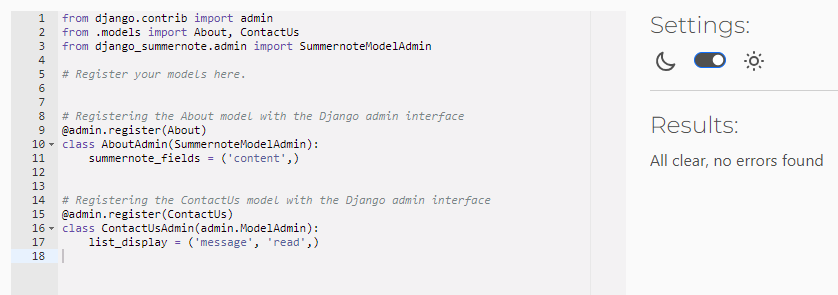 1 from django.contrib import admin
2 from .models import About, ContactUs
3 from django_summernote.admin import SummernoteModelAdmin
4
5 # Register your models here.
6
7
8 # Registering the About model with the Django admin interface
9 @admin.register(About)
10 class AboutAdmin(SummernoteModelAdmin):
11     summernote_fields = ('content',)
12
13
14 # Registering the ContactUs model with the Django admin interface
15 @admin.register(ContactUs)
16 class ContactUsAdmin(admin.ModelAdmin):
17     list_display = ('message', 'read',)
18
Settings:
Results:
All clear, no errors found